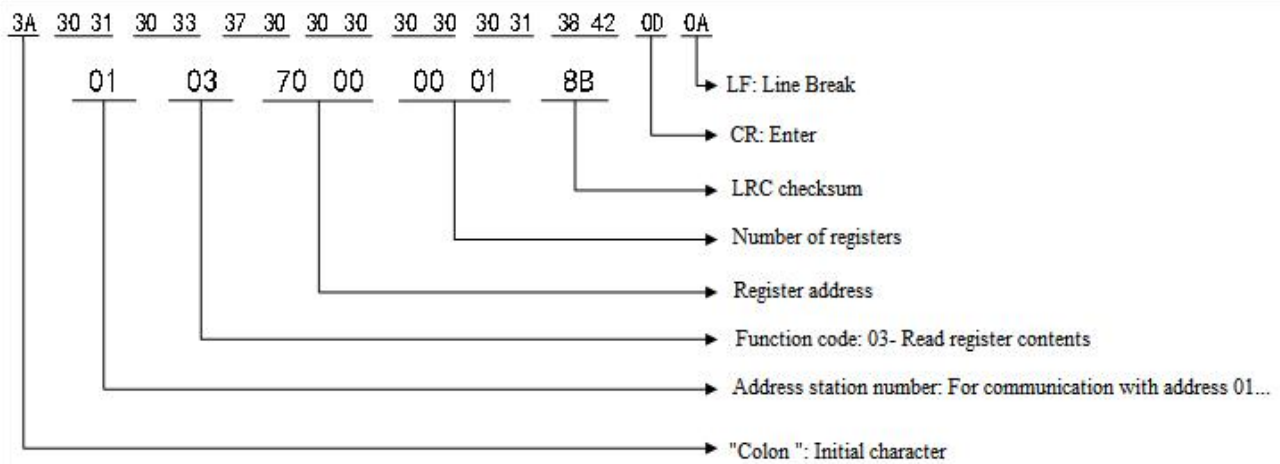 3A 30 31 30 33 37 30 30 30 30 30 30 31 38 42 0D 0A
01 03 70 00 00 01 8B
LF: Line Break
CR: Enter
LRC checksum
Number of registers
Register address
Function code: 03- Read register contents
Address station number: For communication with address 01...
"Colon ": Initial character